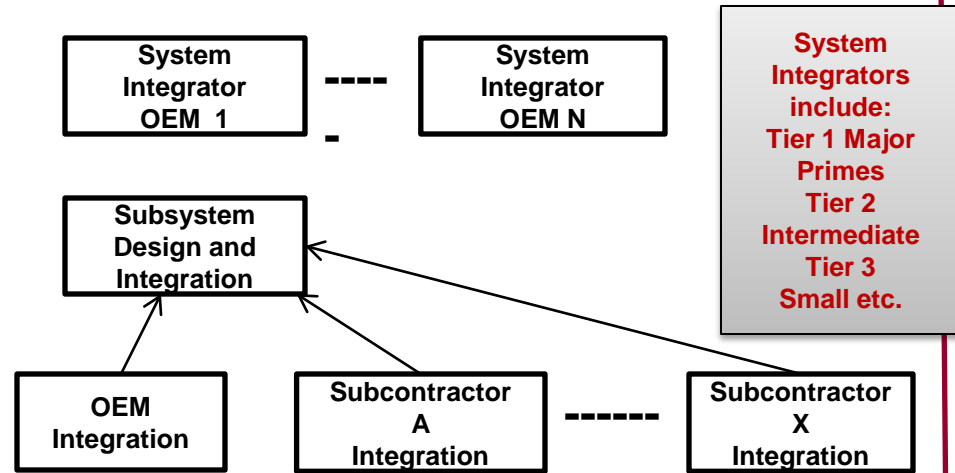 System
Integrator
OEM 1
-----
System
Integrator
OEM N
System
Integrators
include:
Tier 1 Major
Primes
Tier 2
Intermediate
Tier 3
Small etc.
Subsystem
Design and
Integration
OEM
Integration
Subcontractor
A
Integration
------
Subcontractor
X
Integration